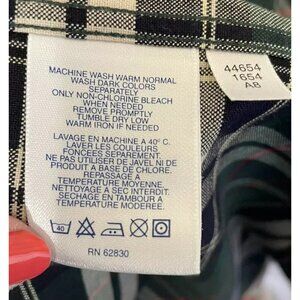 MACHINE WASH WARM NORMAL
WASH DARK COLORS
SEPARATELY
ONLY NON-CHLORINE BLEACH
WHEN NEEDED
REMOVE PROMPTLY
TUMBLE DRY LOW
WARM IRON IF NEEDED
LAVAGE EN MACHINE A 40° C.
LAVER LES COULEURS
FONCÉES SEPARÉMENT.
NE PAS UTILISER DE JAVEL NI DE
PRODUIT A BASE DE CHLORE.
REPASSAGE A
TEMPERATURE MOYENNE.
NETTOYAGE A SEC INTERDIT.
SECHAGE EN TAMBOUR A
TEMPERATURE MODEREE.
40
RN 62830
44654
1654
AB